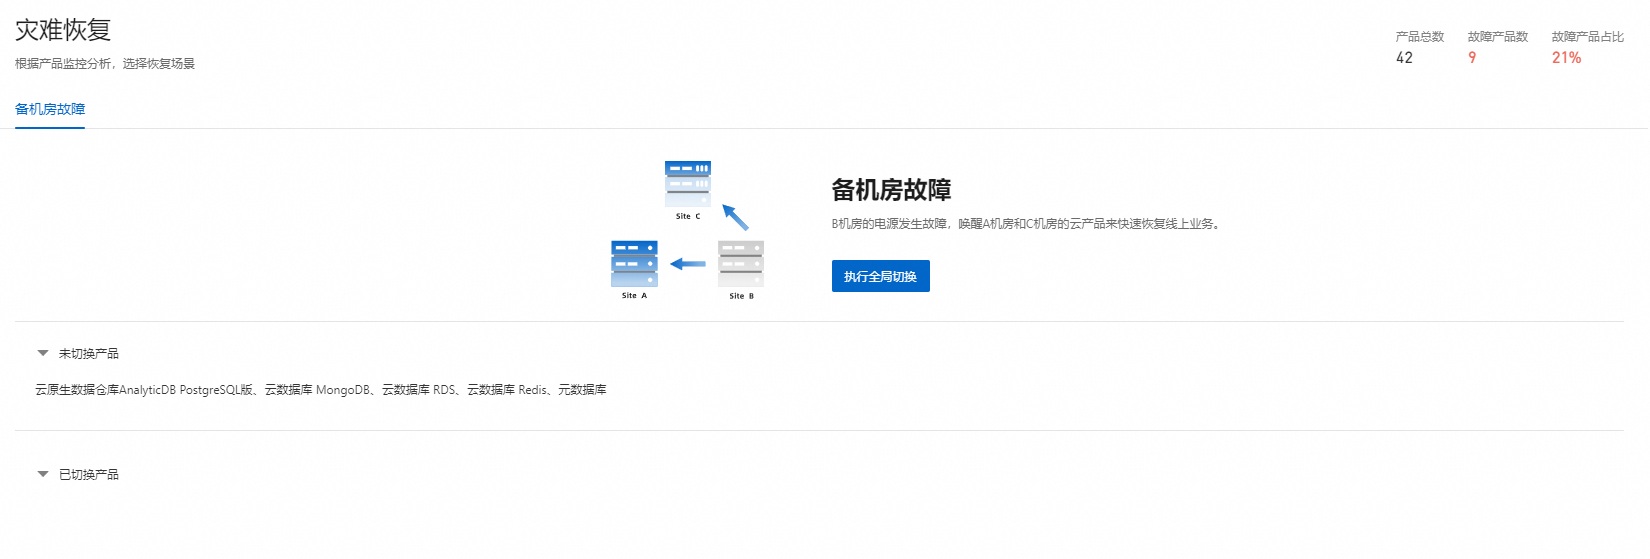 灾难恢复
根据产品监控分析，选择恢复场景
产品总数 故障产品数 故障产品占比
42 9 21%
备机房故障
Site C
Site A
Site B
备机房故障
B机房的电源发生故障，唤醒A机房和C机房的云产品来快速恢复线上业务。
执行全局切换
未切换产品
云原生数据仓库AnalyticDB PostgreSQL版、云数据库 MongoDB、云数据库 RDS、云数据库 Redis、元数据库
已切换产品